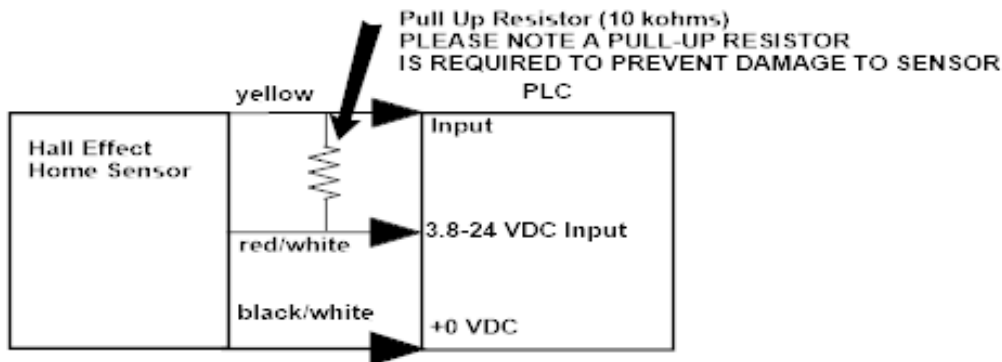 Pull Up Resistor (10 kohms)
PLEASE NOTE A PULL-UP RESISTOR
IS REQUIRED TO PREVENT DAMAGE TO SENSOR
yellow
PLC
Input
Hall Effect
Home Sensor
3.8-24 VDC Input
red/white
black/white
+0 VDC